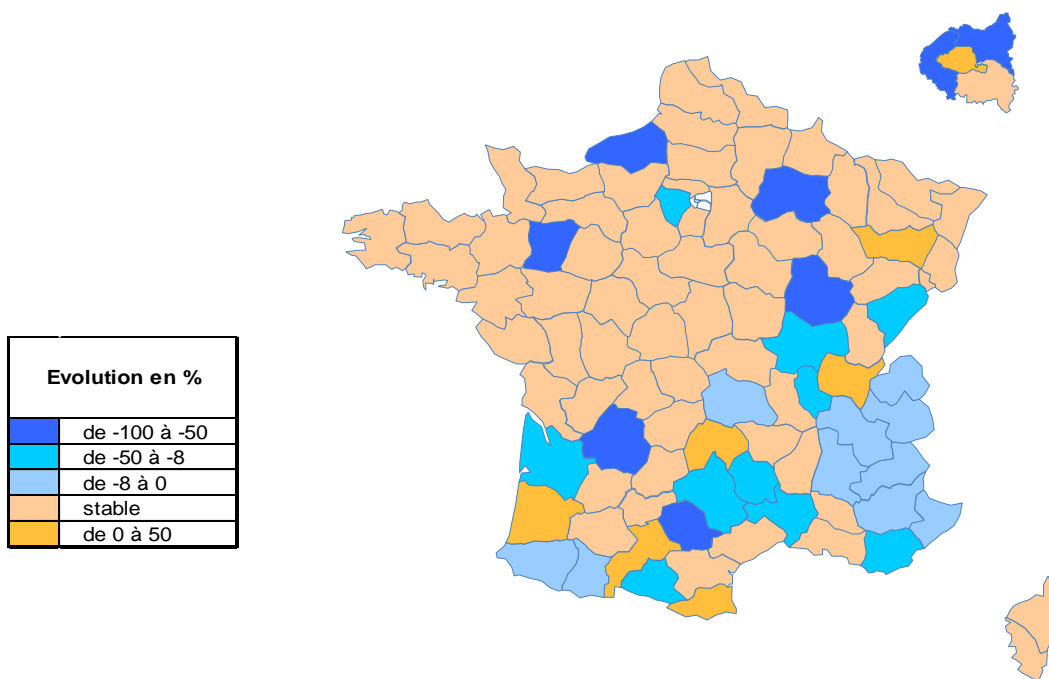 Evolution en %
de -100 à -50
de -50 à -8
de -8 à 0
stable
de 0 à 50